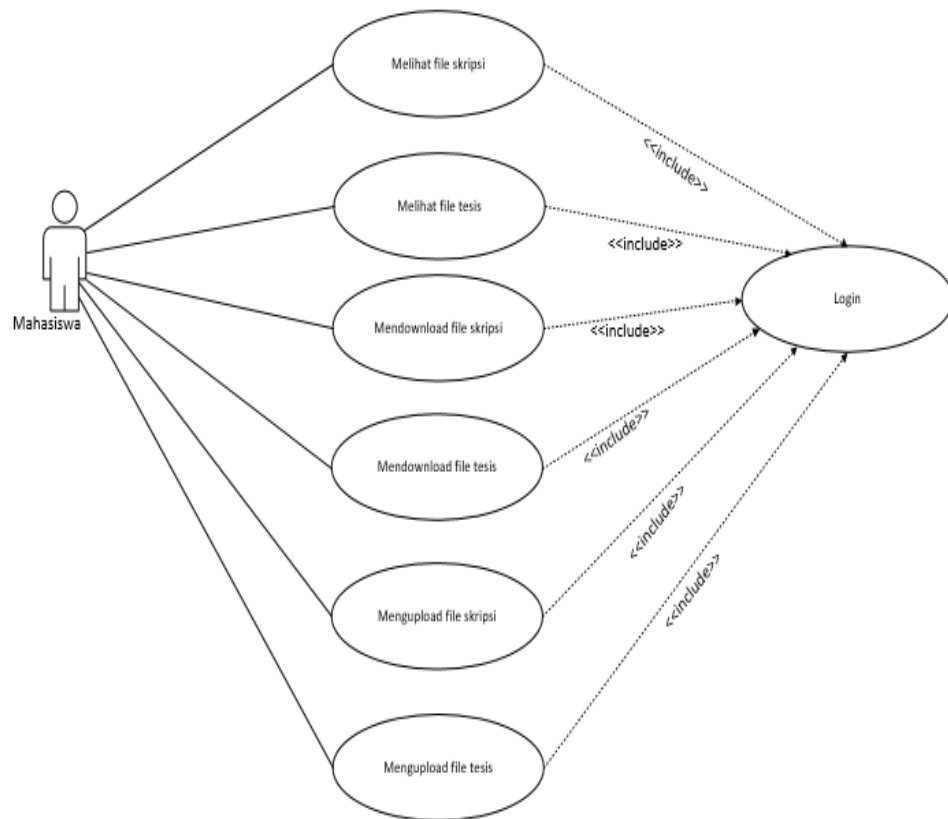 Melihat file skripsi
<<include>>
Melihat file tesis
<<include>>
Login
Mahasiswa
Mendownload file skripsi
<<include>>
Mendownload file tesis
<<include>>
Mengupload file skripsi
<<include>>
Mengupload file tesis
<<include>>